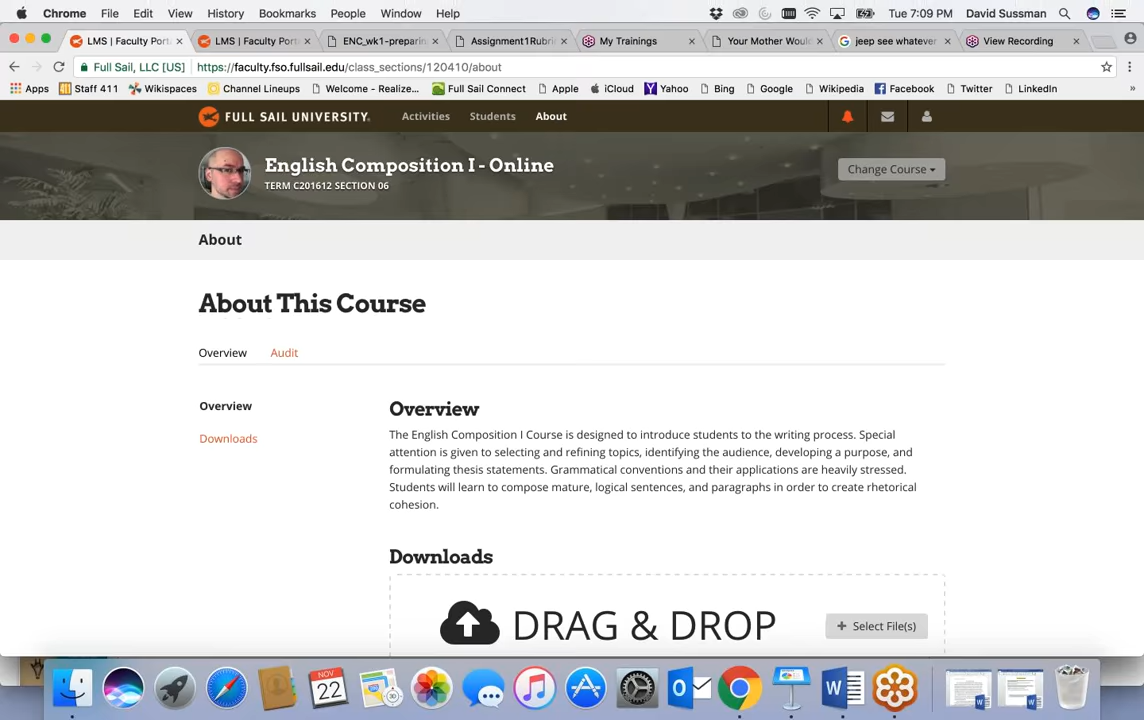 Chrome File Edit View History Bookmarks People Window Help Tue 7:09 PM David Sussman
LMS | Faculty Port LMS | Faculty Port ENC_wk1-preparin Assignment1Rubri My Trainings Your Mother Woul jeep see whatever View Recording
Full Sail, LLC [US] https://faculty.fso.fullsail.edu/class_sections/120410/about
Apps Staff 411 Wikispaces Channel Lineups Welcome - Realize... Full Sail Connect Apple iCloud Yahoo Bing Google Wikipedia Facebook Twitter LinkedIn »
FULL SAIL UNIVERSITY. Activities Students About
English Composition I - Online
TERM C201612 SECTION 06
Change Course
About
About This Course
Overview Audit
Overview
Downloads
Overview
The English Composition I Course is designed to introduce students to the writing process. Special
attention is given to selecting and refining topics, identifying the audience, developing a purpose, and
formulating thesis statements. Grammatical conventions and their applications are heavily stressed.
Students will learn to compose mature, logical sentences, and paragraphs in order to create rhetorical
cohesion.
Downloads
DRAG & DROP
+ Select File(s)
NOV
22